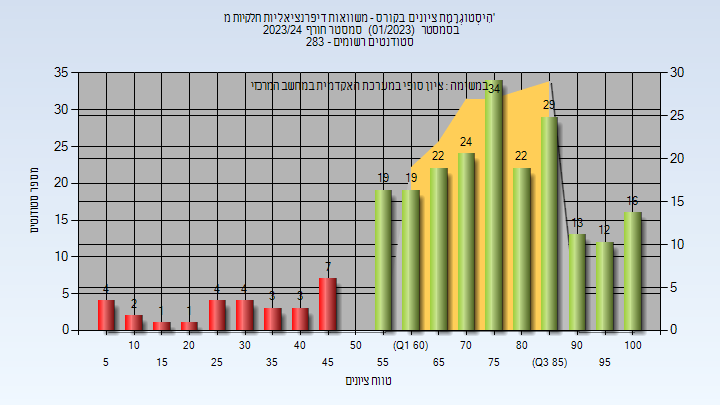 היסטוגרמת ציונים בקורס - משוואות דיפרנציאליות חלקיות מ'
בסמסטר (01/2023) סמסטר חורף 2023/24
סטודנטים רשומים - 283
במשימה : ציון סופי במערכת האקדמית במחשב המרכזי
מספר סטודנטים
35 30 25 20 15 10 5 0
30 25 20 15 10 5 0
4 2 1 1 4 4 3 3 7 19 19 22 24 34 22 29 13 12 16
10 20 30 40 50 (Q1 60) 70 80 90 100
5 15 25 35 45 55 65 75 (Q3 85) 95
טווח ציונים